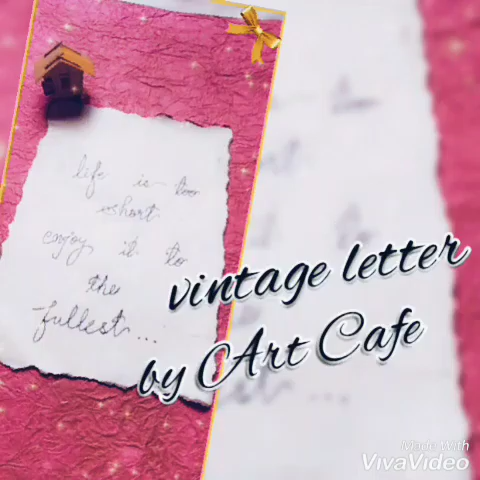 life is too
short
enjoy it to
the
fullest...
vintage letter
by Art Cafe
Made With
VivaVideo